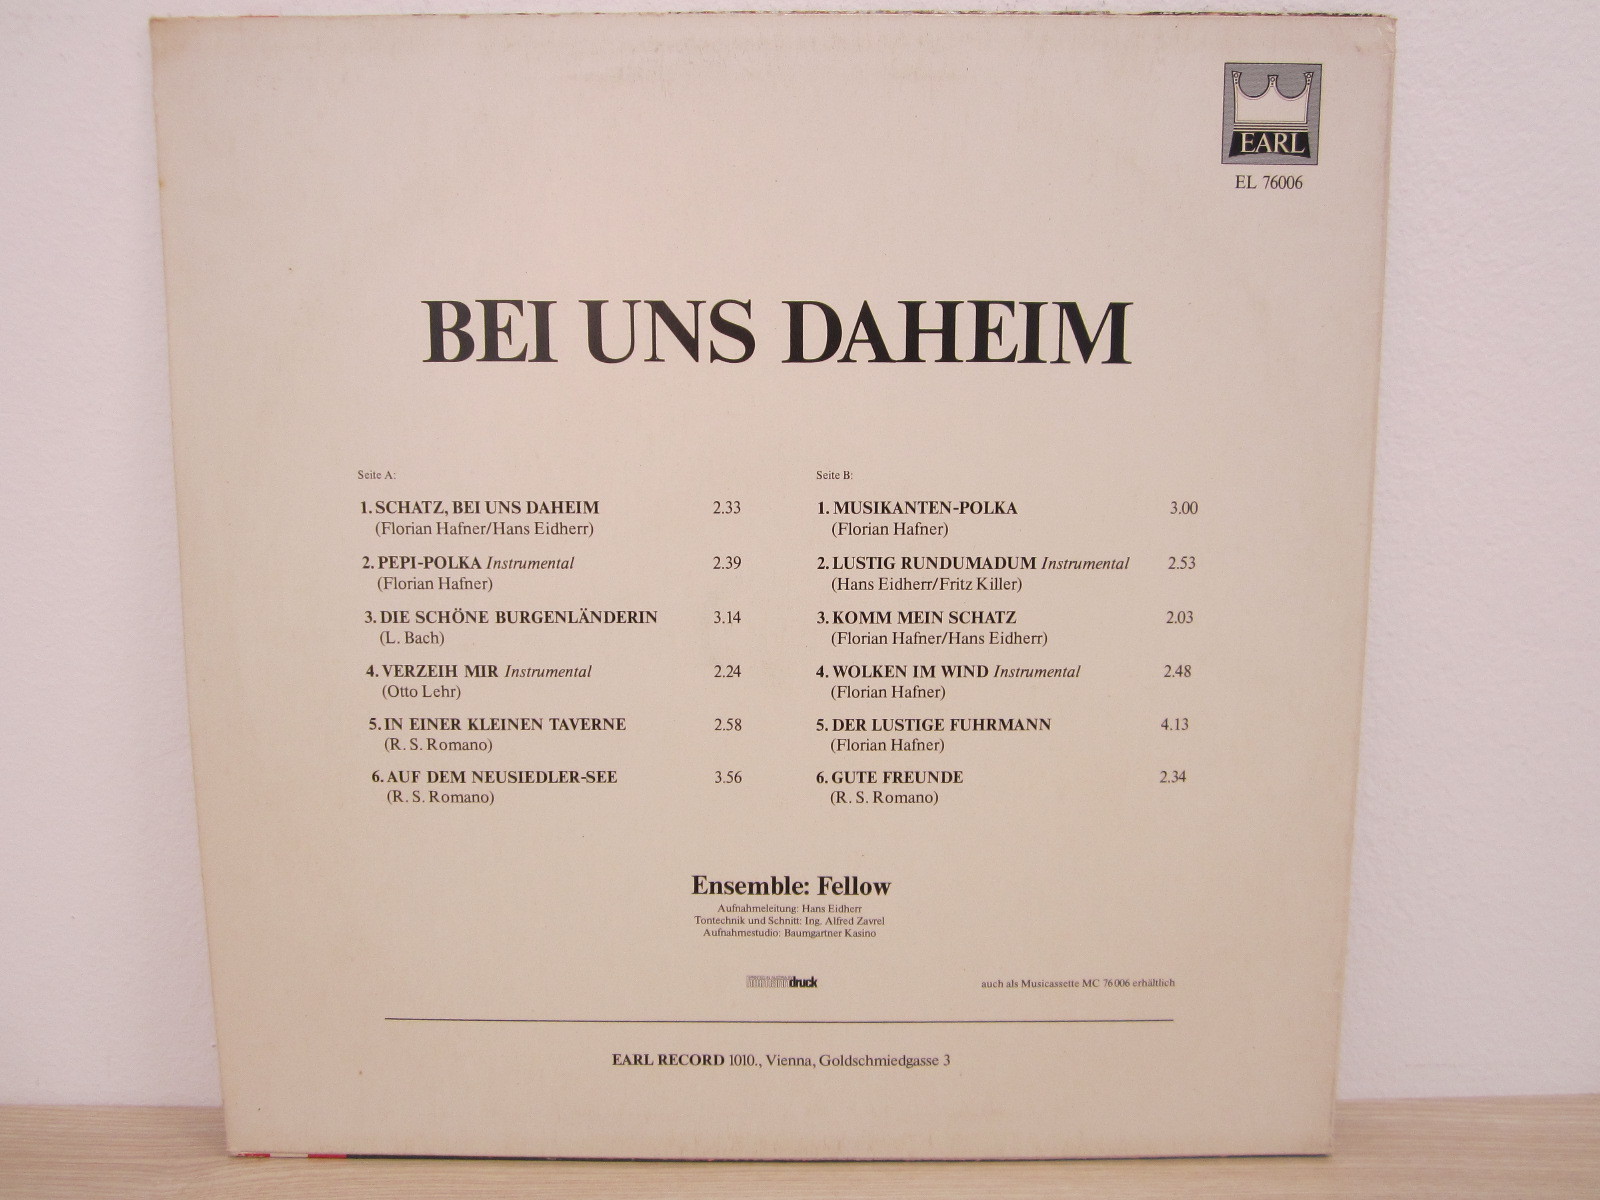 EARL
EL 76006
BEI UNS DAHEIM
Seite A:
1. SCHATZ, BEI UNS DAHEIM 2.33
(Florian Hafner/Hans Eidherr)
2. PEPI-POLKA Instrumental 2.39
(Florian Hafner)
3. DIE SCHÖNE BURGENLÄNDERIN 3.14
(L. Bach)
4. VERZEIH MIR Instrumental 2.24
(Otto Lehr)
5. IN EINER KLEINEN TAVERNE 2.58
(R. S. Romano)
6. AUF DEM NEUSIEDLER-SEE 3.56
(R. S. Romano)
Seite B:
1. MUSIKANTEN-POLKA 3.00
(Florian Hafner)
2. LUSTIG RUNDUMADUM Instrumental 2.53
(Hans Eidherr/Fritz Killer)
3. KOMM MEIN SCHATZ 2.03
(Florian Hafner/Hans Eidherr)
4. WOLKEN IM WIND Instrumental 2.48
(Florian Hafner)
5. DER LUSTIGE FUHRMANN 4.13
(Florian Hafner)
6. GUTE FREUNDE 2.34
(R. S. Romano)
Ensemble: Fellow
Aufnahmeleitung: Hans Eidherr
Tontechnik und Schnitt: Ing. Alfred Zavrel
Aufnahmestudio: Baumgartner Kasino
druck
auch als Musicassette MC 76 006 erhältlich
EARL RECORD 1010., Vienna, Goldschmiedgasse 3